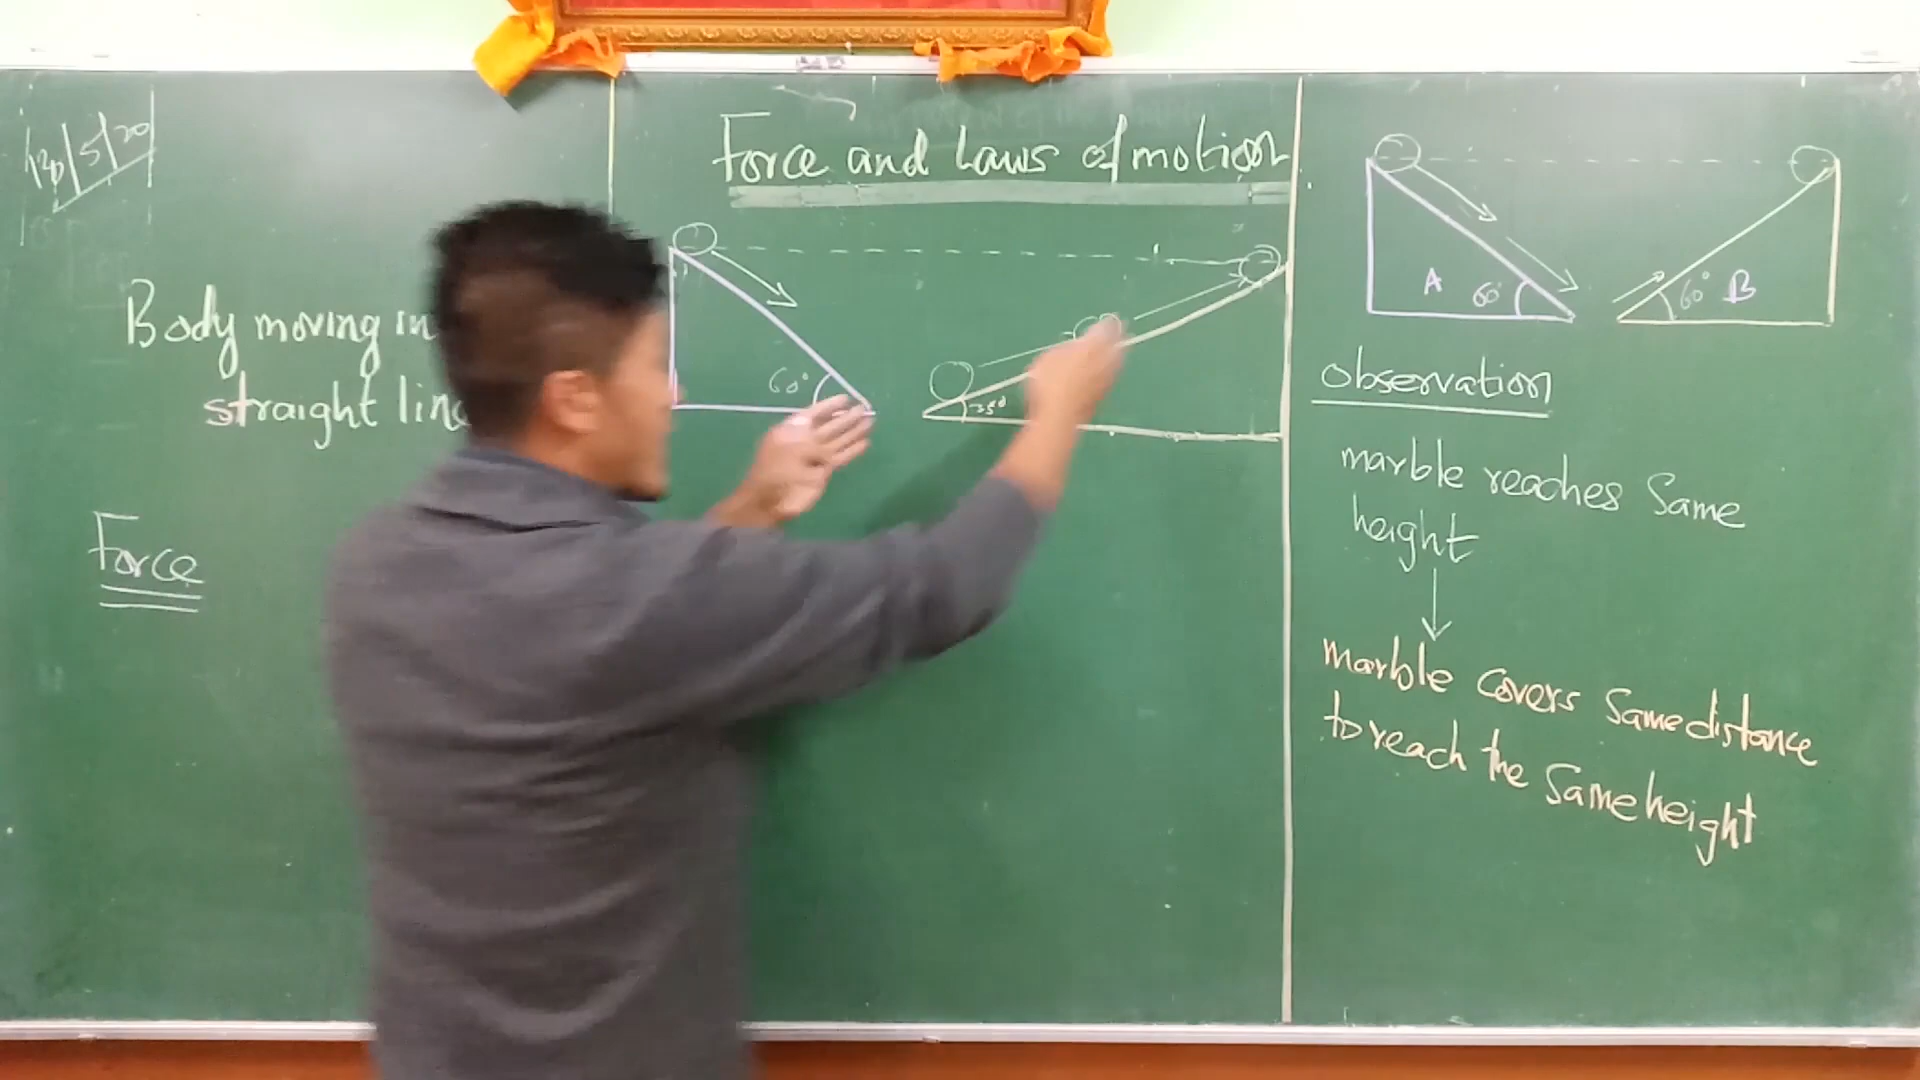 Force and Laws of motion
Body moving in
straight line
Force
60°
A 60°
60° B
observation
marble reaches Same
height
marble covers Same distance
to reach the Same height